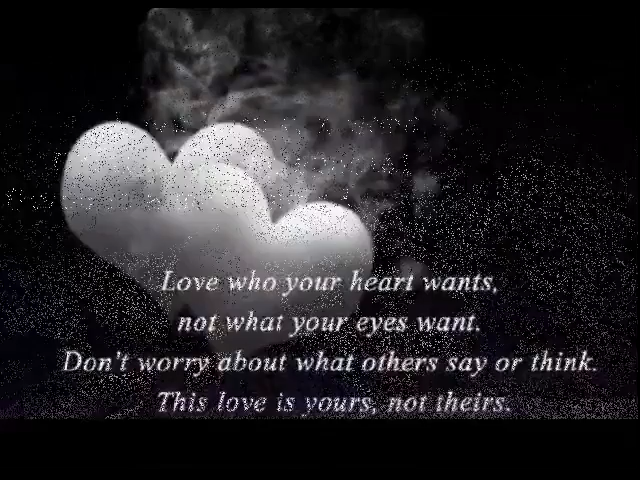 Love who your heart wants,
not what your eyes want.
Don't worry about what others say or think.
This love is yours, not theirs.